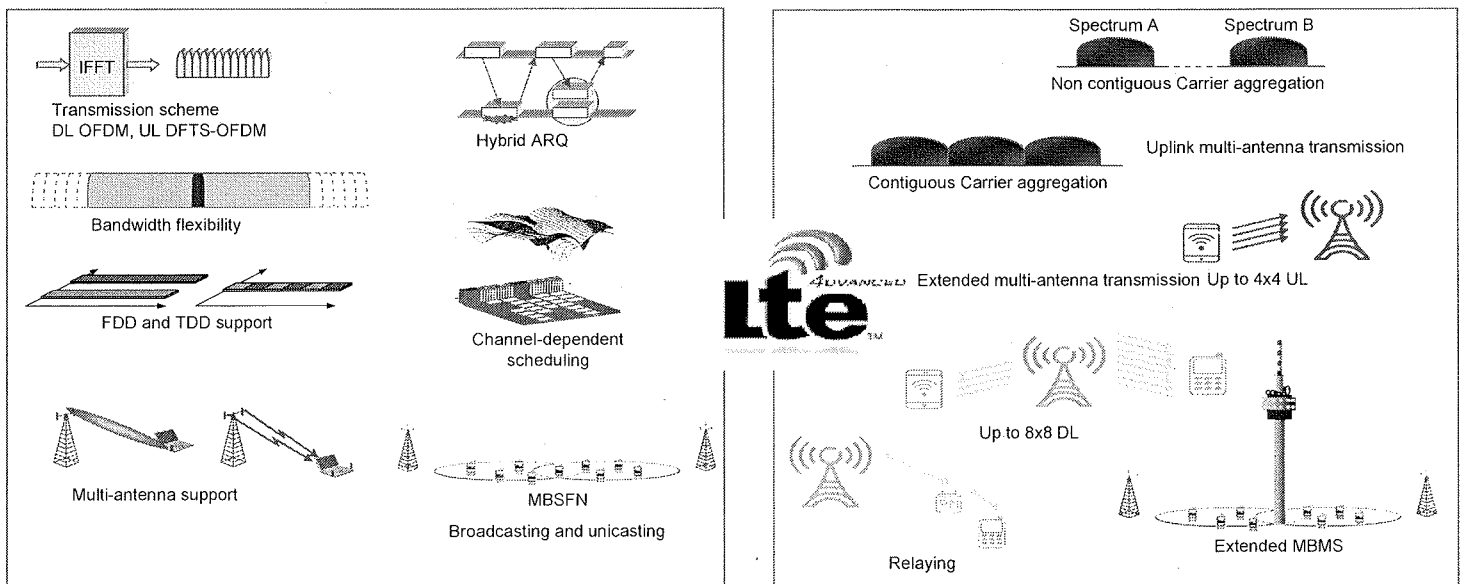 IFFT
Transmission scheme
DL OFDM, UL DFTS-OFDM
Hybrid ARQ
Bandwidth flexibility
FDD and TDD support
Channel-dependent
scheduling
Multi-antenna support
MBSFN
Broadcasting and unicasting
4DVANCED
Lte™
Spectrum A
Spectrum B
Non contiguous Carrier aggregation
Contiguous Carrier aggregation
Uplink multi-antenna transmission
Extended multi-antenna transmission Up to 4x4 UL
Up to 8x8 DL
Relaying
Extended MBMS